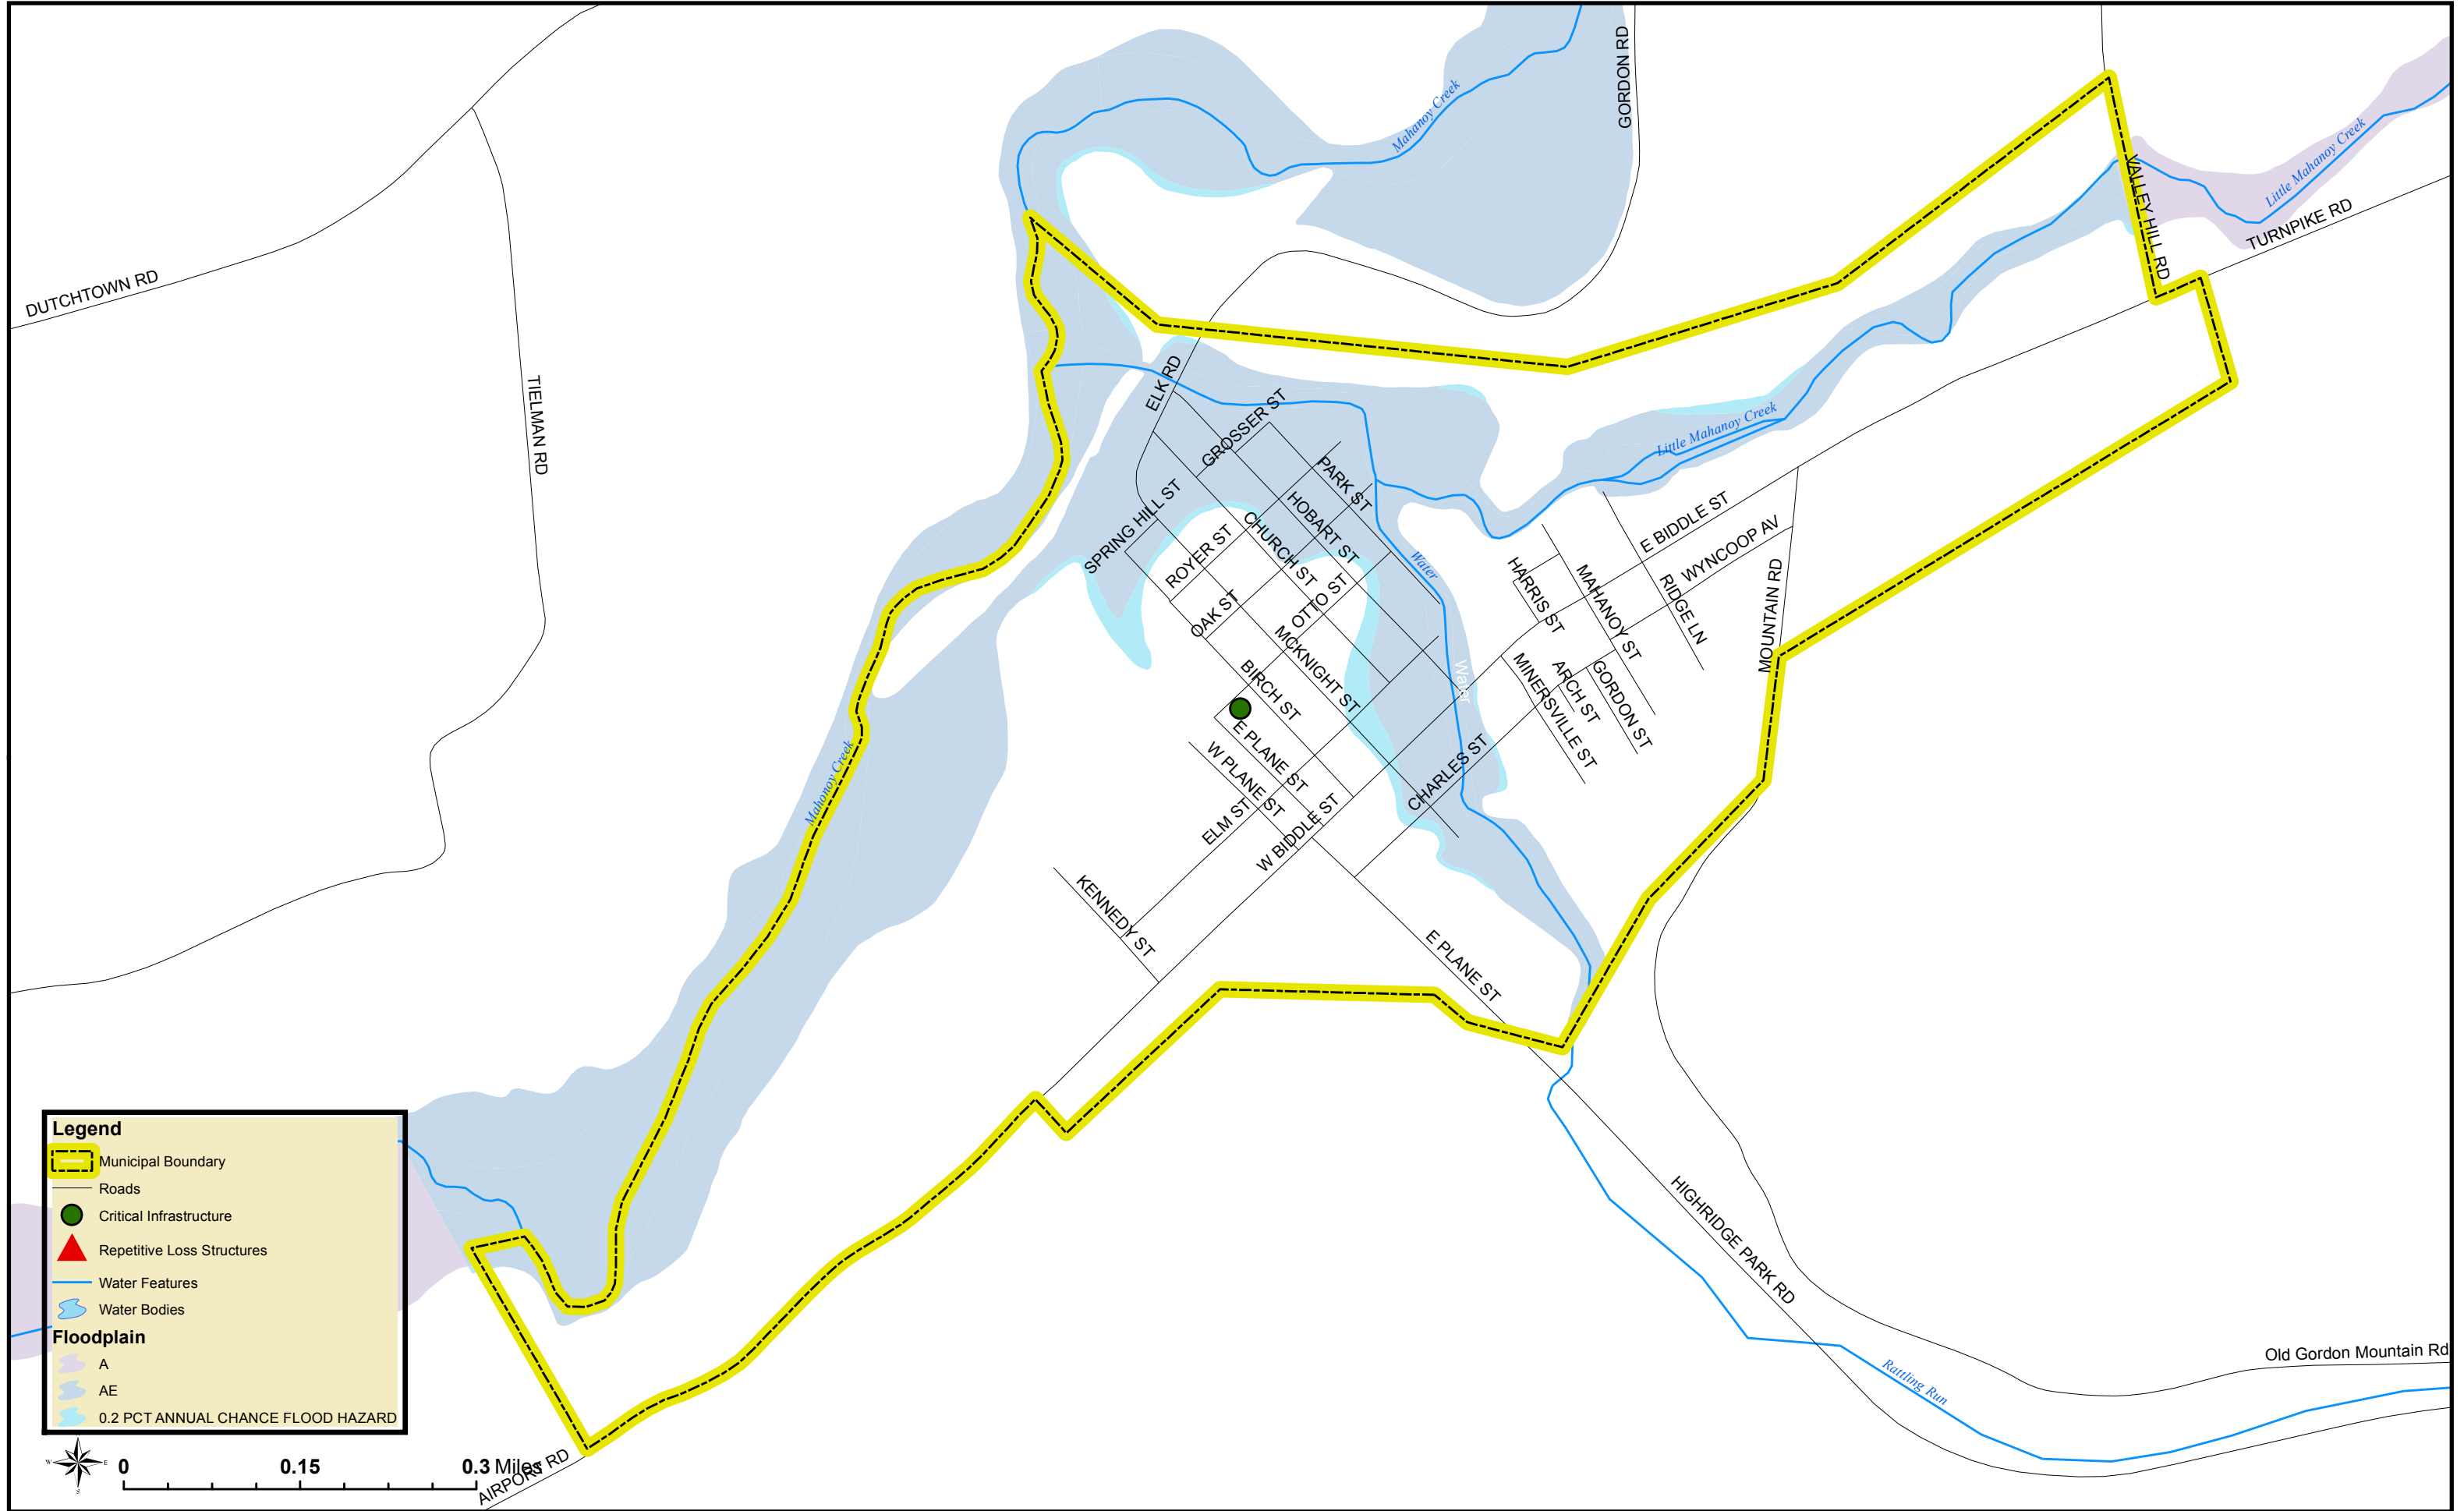 GORDON RD
Mahanoy Creek
Little Mahanoy Creek
VALLEY HILL RD
TURNPIKE RD
DUTCHTOWN RD
TIELMAN RD
ELK RD
GROSSER ST
PARK ST
Little Mahanoy Creek
SPRING HILL ST
HOBART ST
CHURCH ST
ROYER ST
E BIDDLE ST
WYNCOOP AV
Water
HARRIS ST
MAHANOY ST
RIDGE LN
MOUNTAIN RD
OAK ST
OTTO ST
MCKNIGHT ST
BIRCH ST
Water
MINERSVILLE ST
ARCH ST
GORDON ST
E PLANE ST
W PLANE ST
CHARLES ST
Mahonoy Creek
ELM ST
W BIDDLE ST
KENNEDY ST
E PLANE ST
HIGHRIDGE PARK RD
Old Gordon Mountain Rd
Rattling Run
Legend
Municipal Boundary
Roads
Critical Infrastructure
Repetitive Loss Structures
Water Features
Water Bodies
Floodplain
A
AE
0.2 PCT ANNUAL CHANCE FLOOD HAZARD
W E
S
0 0.15 0.3 Miles
AIRPORT RD